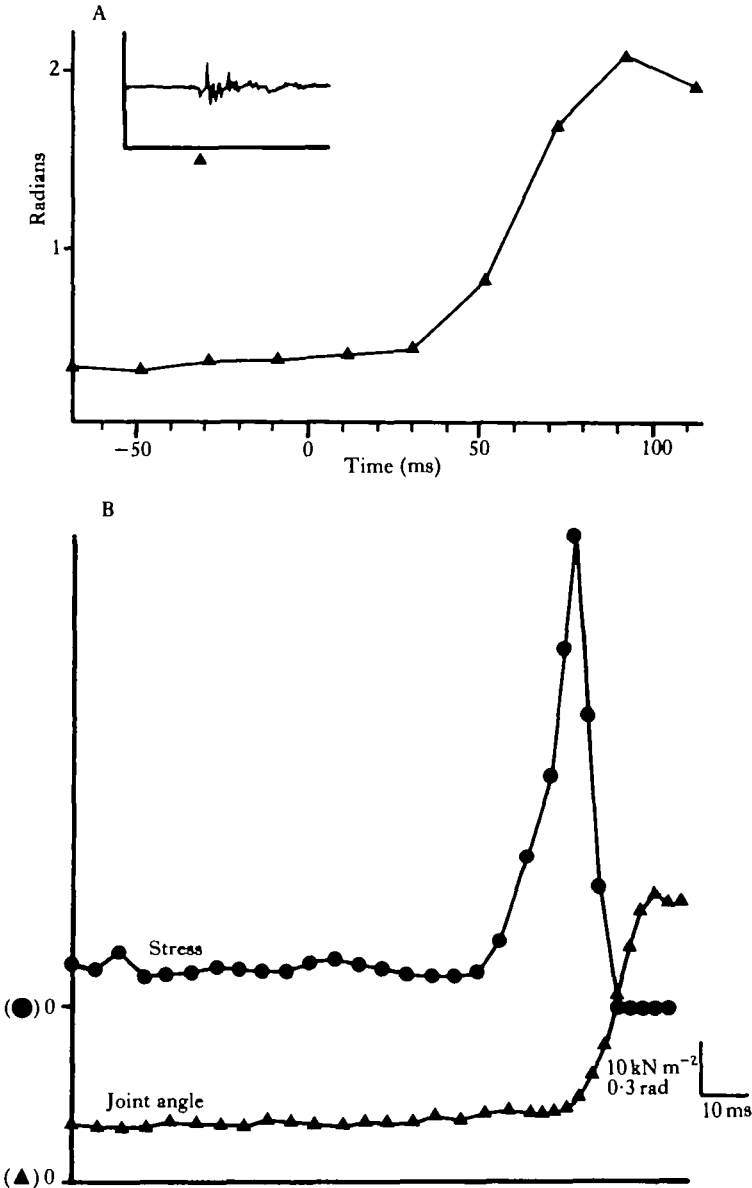 A
2
Radians
1
−50 0 50 100
Time (ms)
B
Stress
(●) 0
10 kN m⁻²
0·3 rad
Joint angle
10 ms
(▲) 0